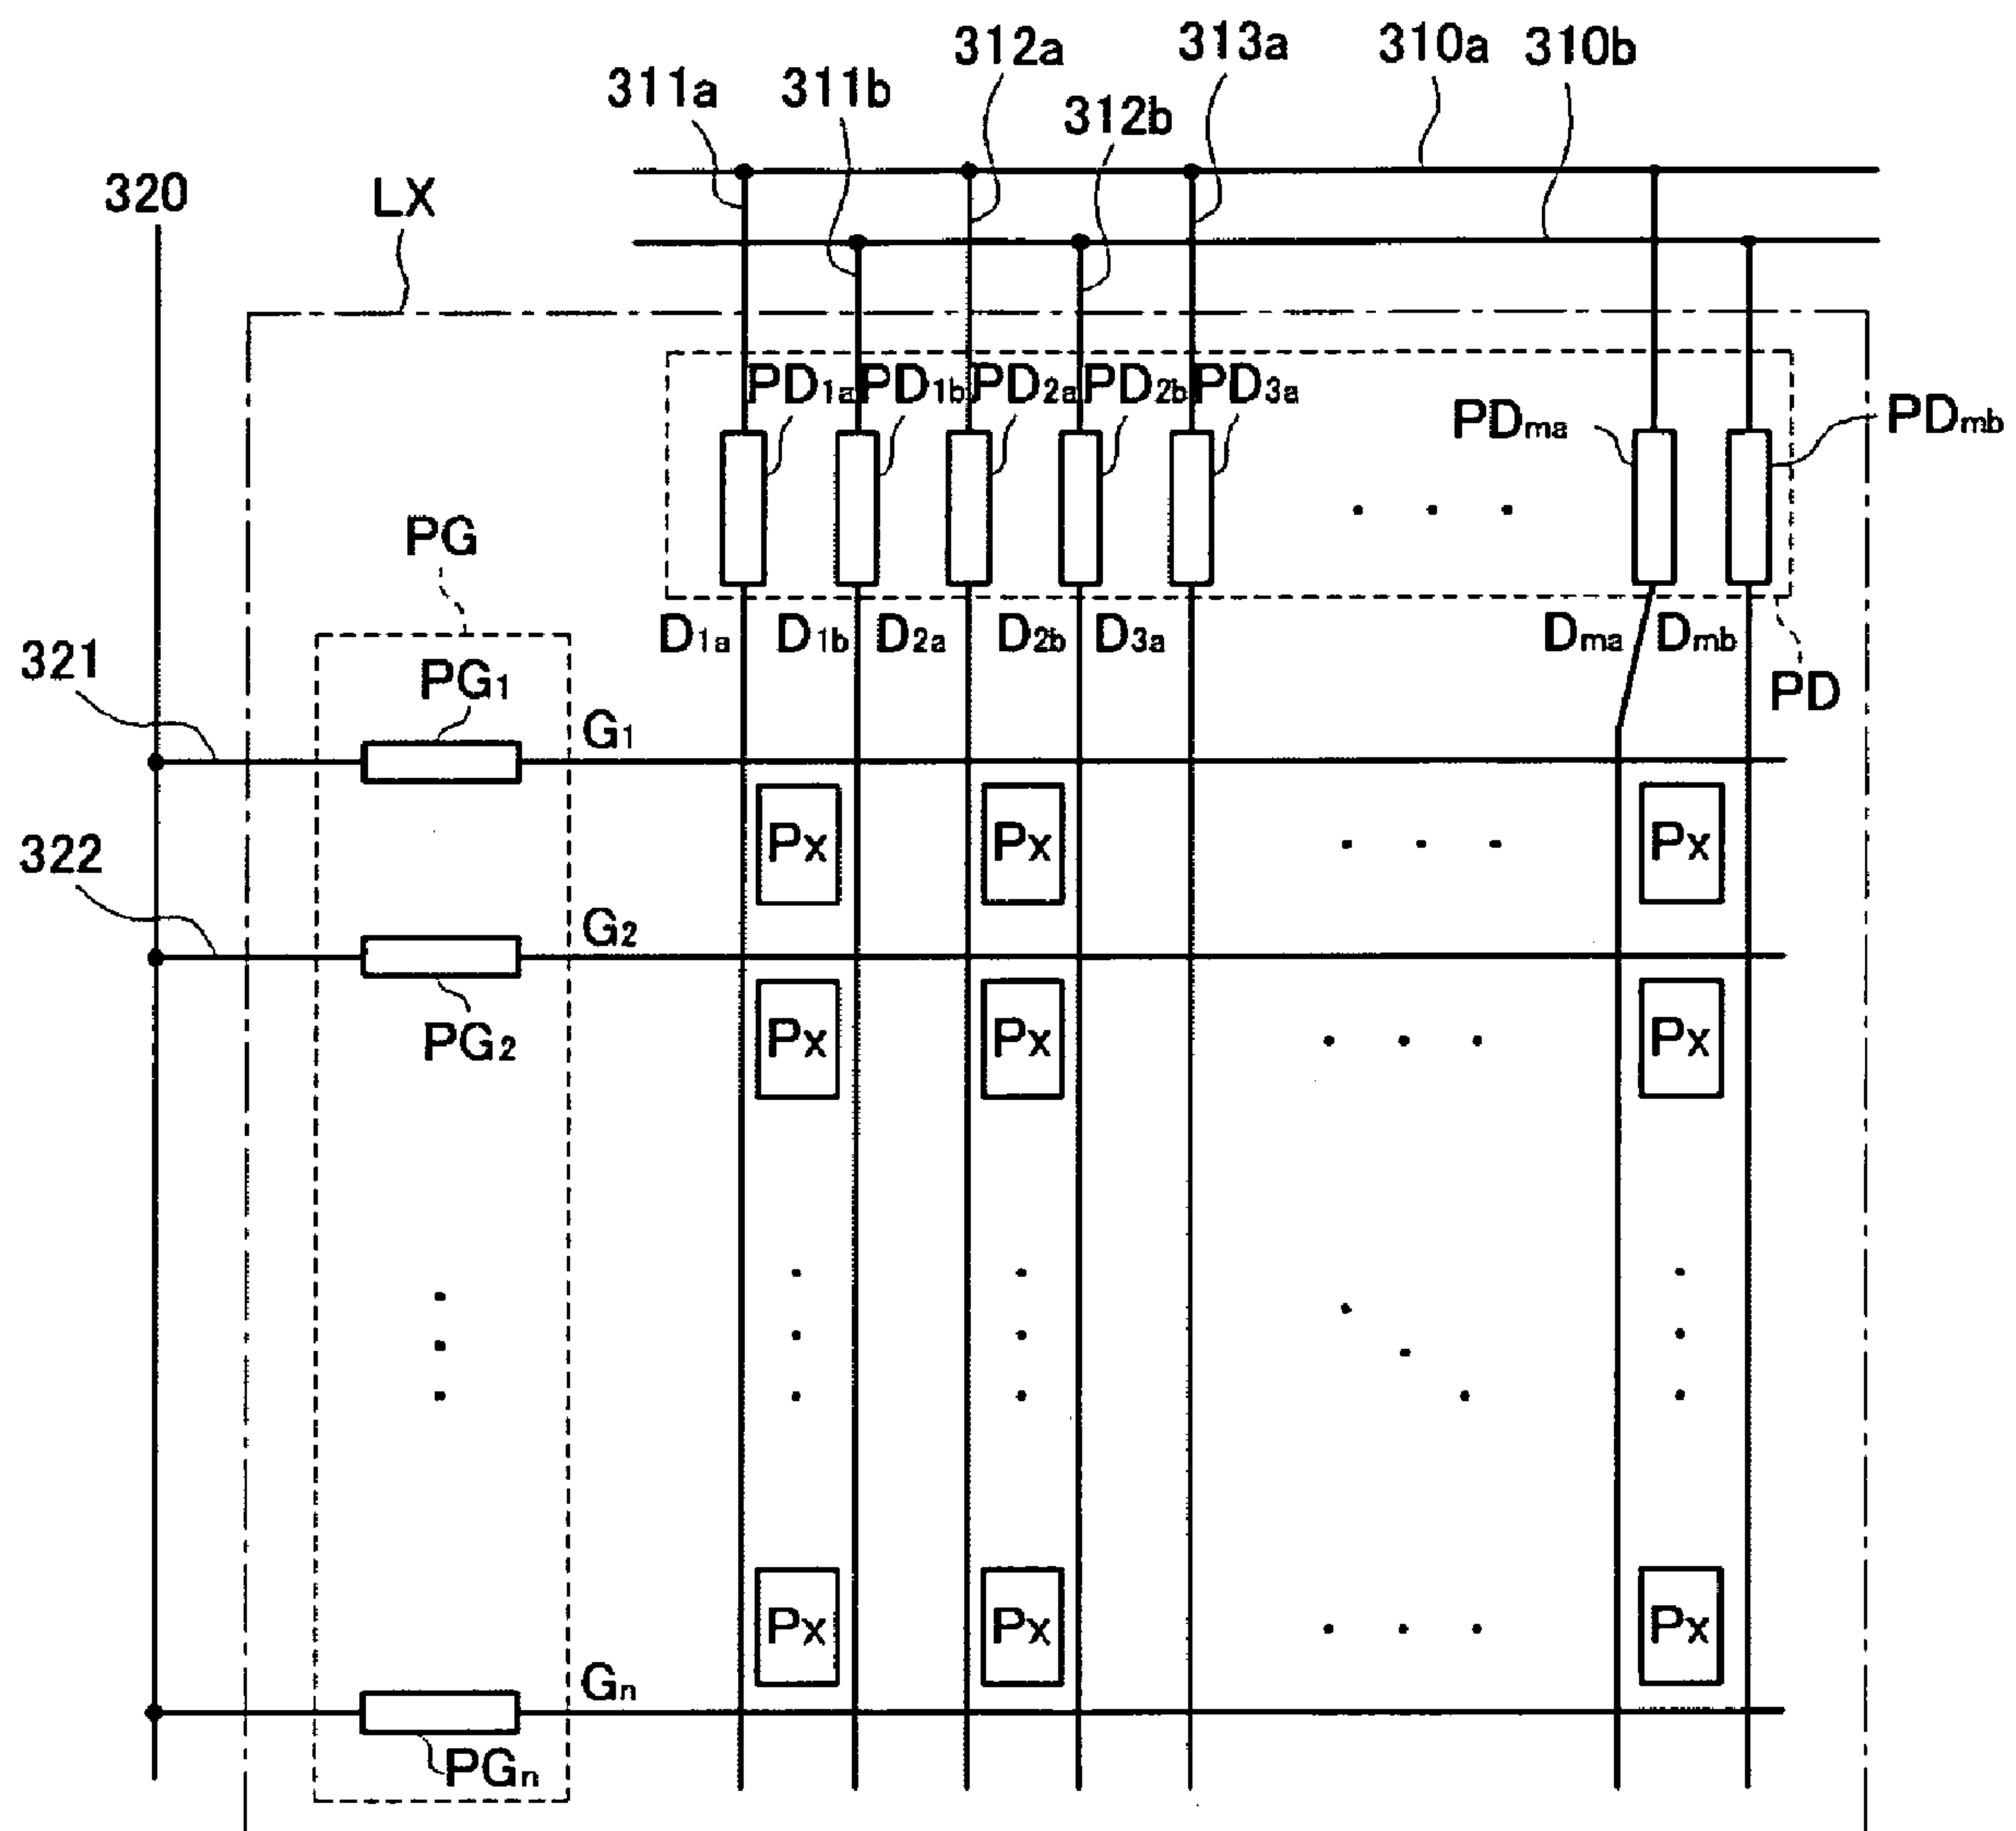 312a 313a 310a 310b
311a 311b 312b
320 LX
PD1a PD1b PD2a PD2b PD3a PDma PDmb
PG
D1a D1b D2a D2b D3a Dma Dmb
321 PG1 PD
G1
Px Px Px
322
G2
PG2 Px Px Px
Px Px Px
Gn
PGn